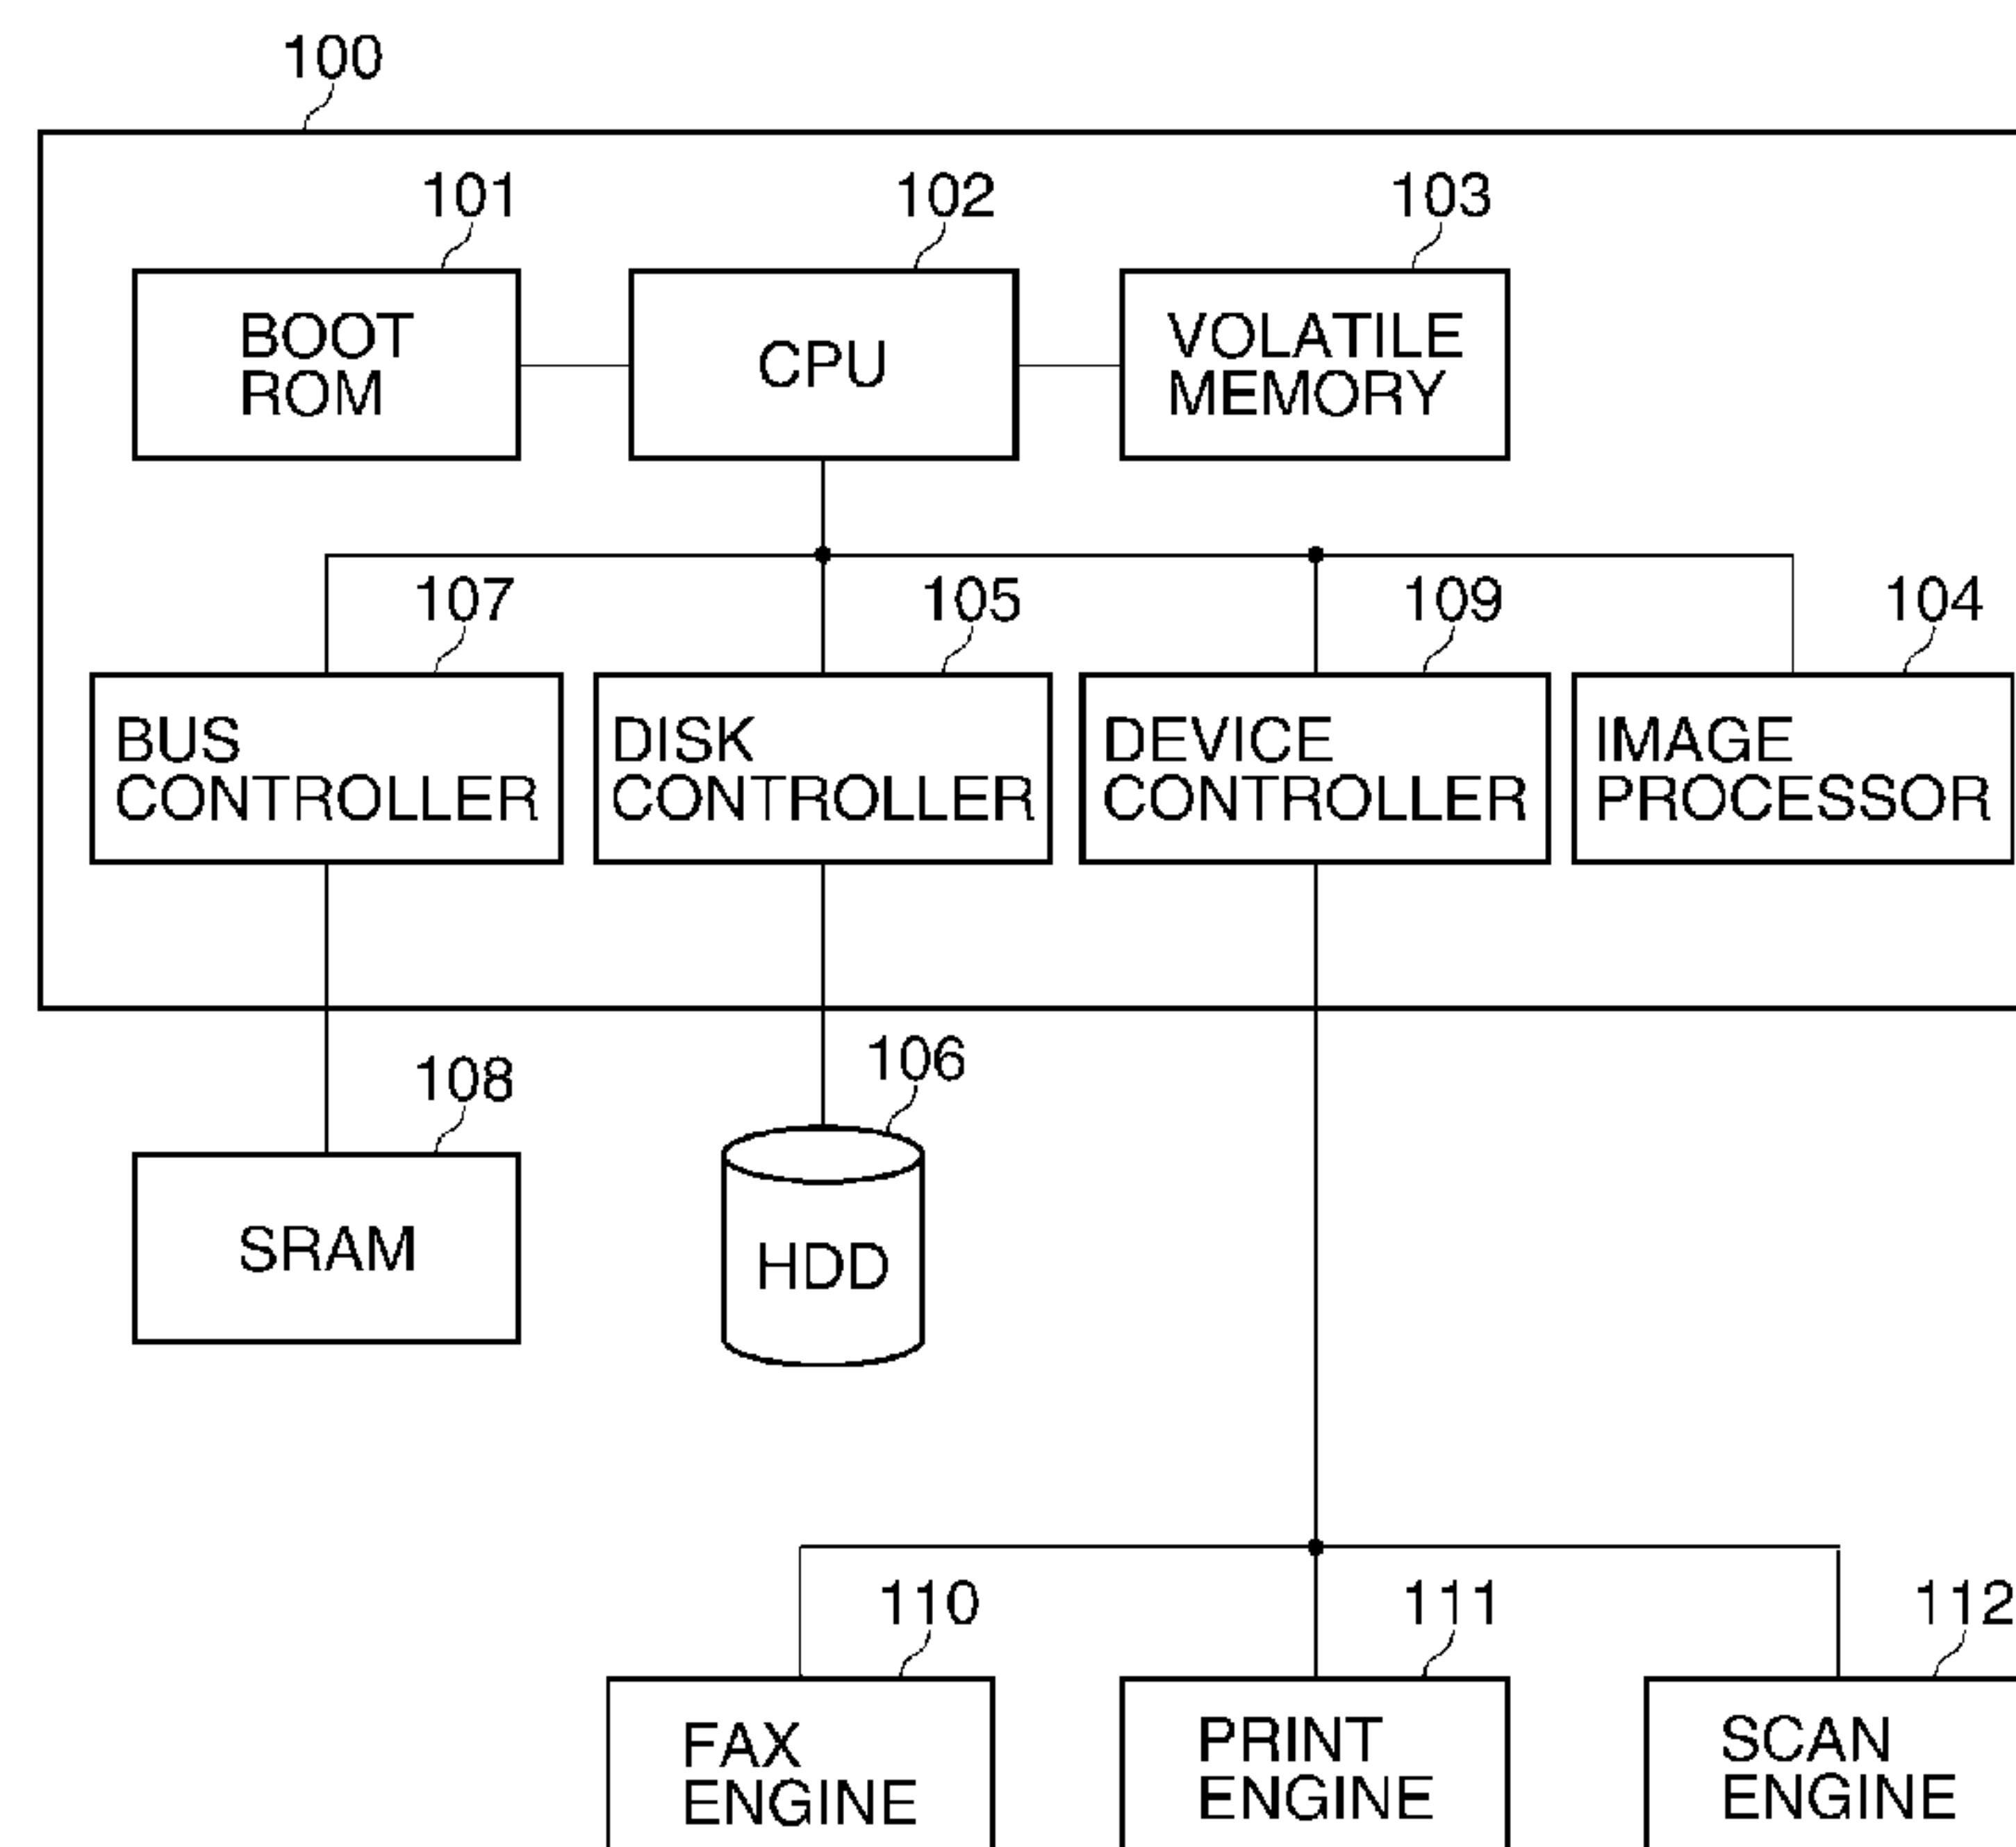 100
101
102
103
BOOT
ROM
CPU
VOLATILE
MEMORY
107
105
109
104
BUS
CONTROLLER
DISK
CONTROLLER
DEVICE
CONTROLLER
IMAGE
PROCESSOR
108
106
SRAM
HDD
110
111
112
FAX
ENGINE
PRINT
ENGINE
SCAN
ENGINE